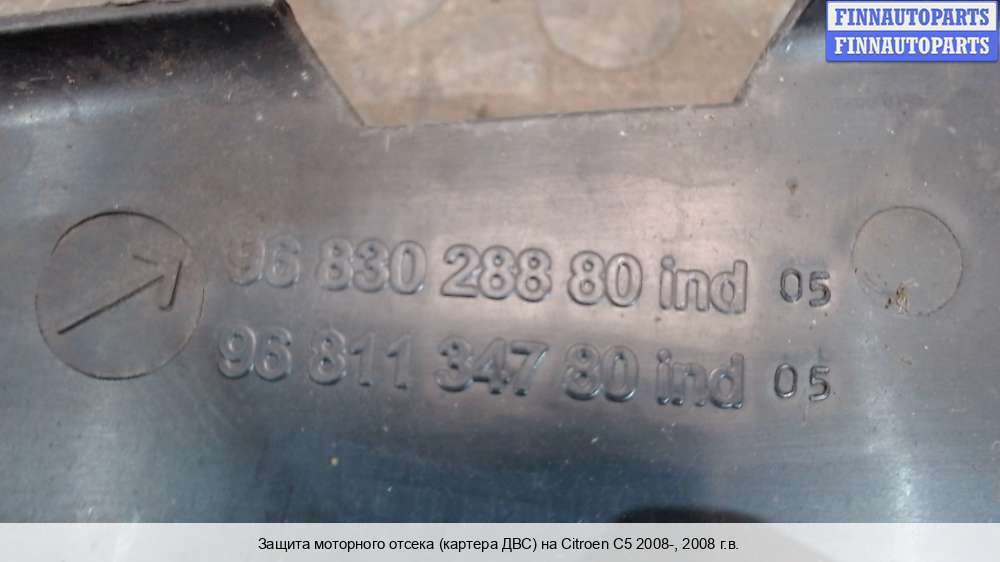 FINNAUTOPARTS
FINNAUTOPARTS
96 830 288 80 ind 05
96 811 347 80 ind 05
Защита моторного отсека (картера ДВС) на Citroen C5 2008-, 2008 г.в.